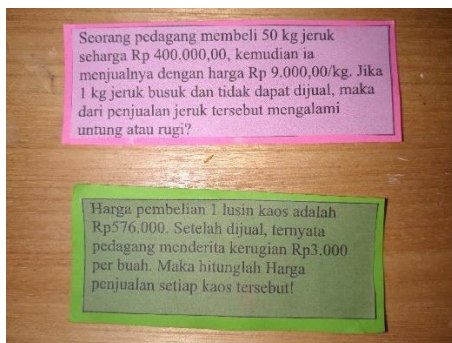 Seorang pedagang membeli 50 kg jeruk
seharga Rp 400.000,00, kemudian ia
menjualnya dengan harga Rp 9.000,00/kg. Jika
1 kg jeruk busuk dan tidak dapat dijual, maka
dari penjualan jeruk tersebut mengalami
untung atau rugi?
Harga pembelian 1 lusin kaos adalah
Rp576.000. Setelah dijual, ternyata
pedagang menderita kerugian Rp3.000
per buah. Maka hitunglah Harga
penjualan setiap kaos tersebut!